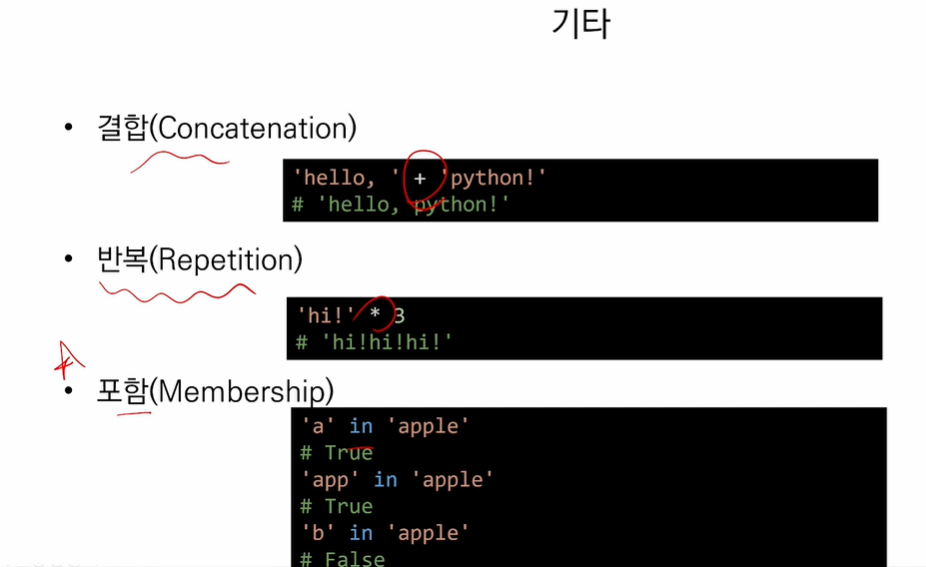 기타
• 결합(Concatenation)
'hello, ' + 'python!'
# 'hello, python!'
• 반복(Repetition)
'hi!' * 3
# 'hi!hi!hi!'
• 포함(Membership)
'a' in 'apple'
# True
'app' in 'apple'
# True
'b' in 'apple'
# False